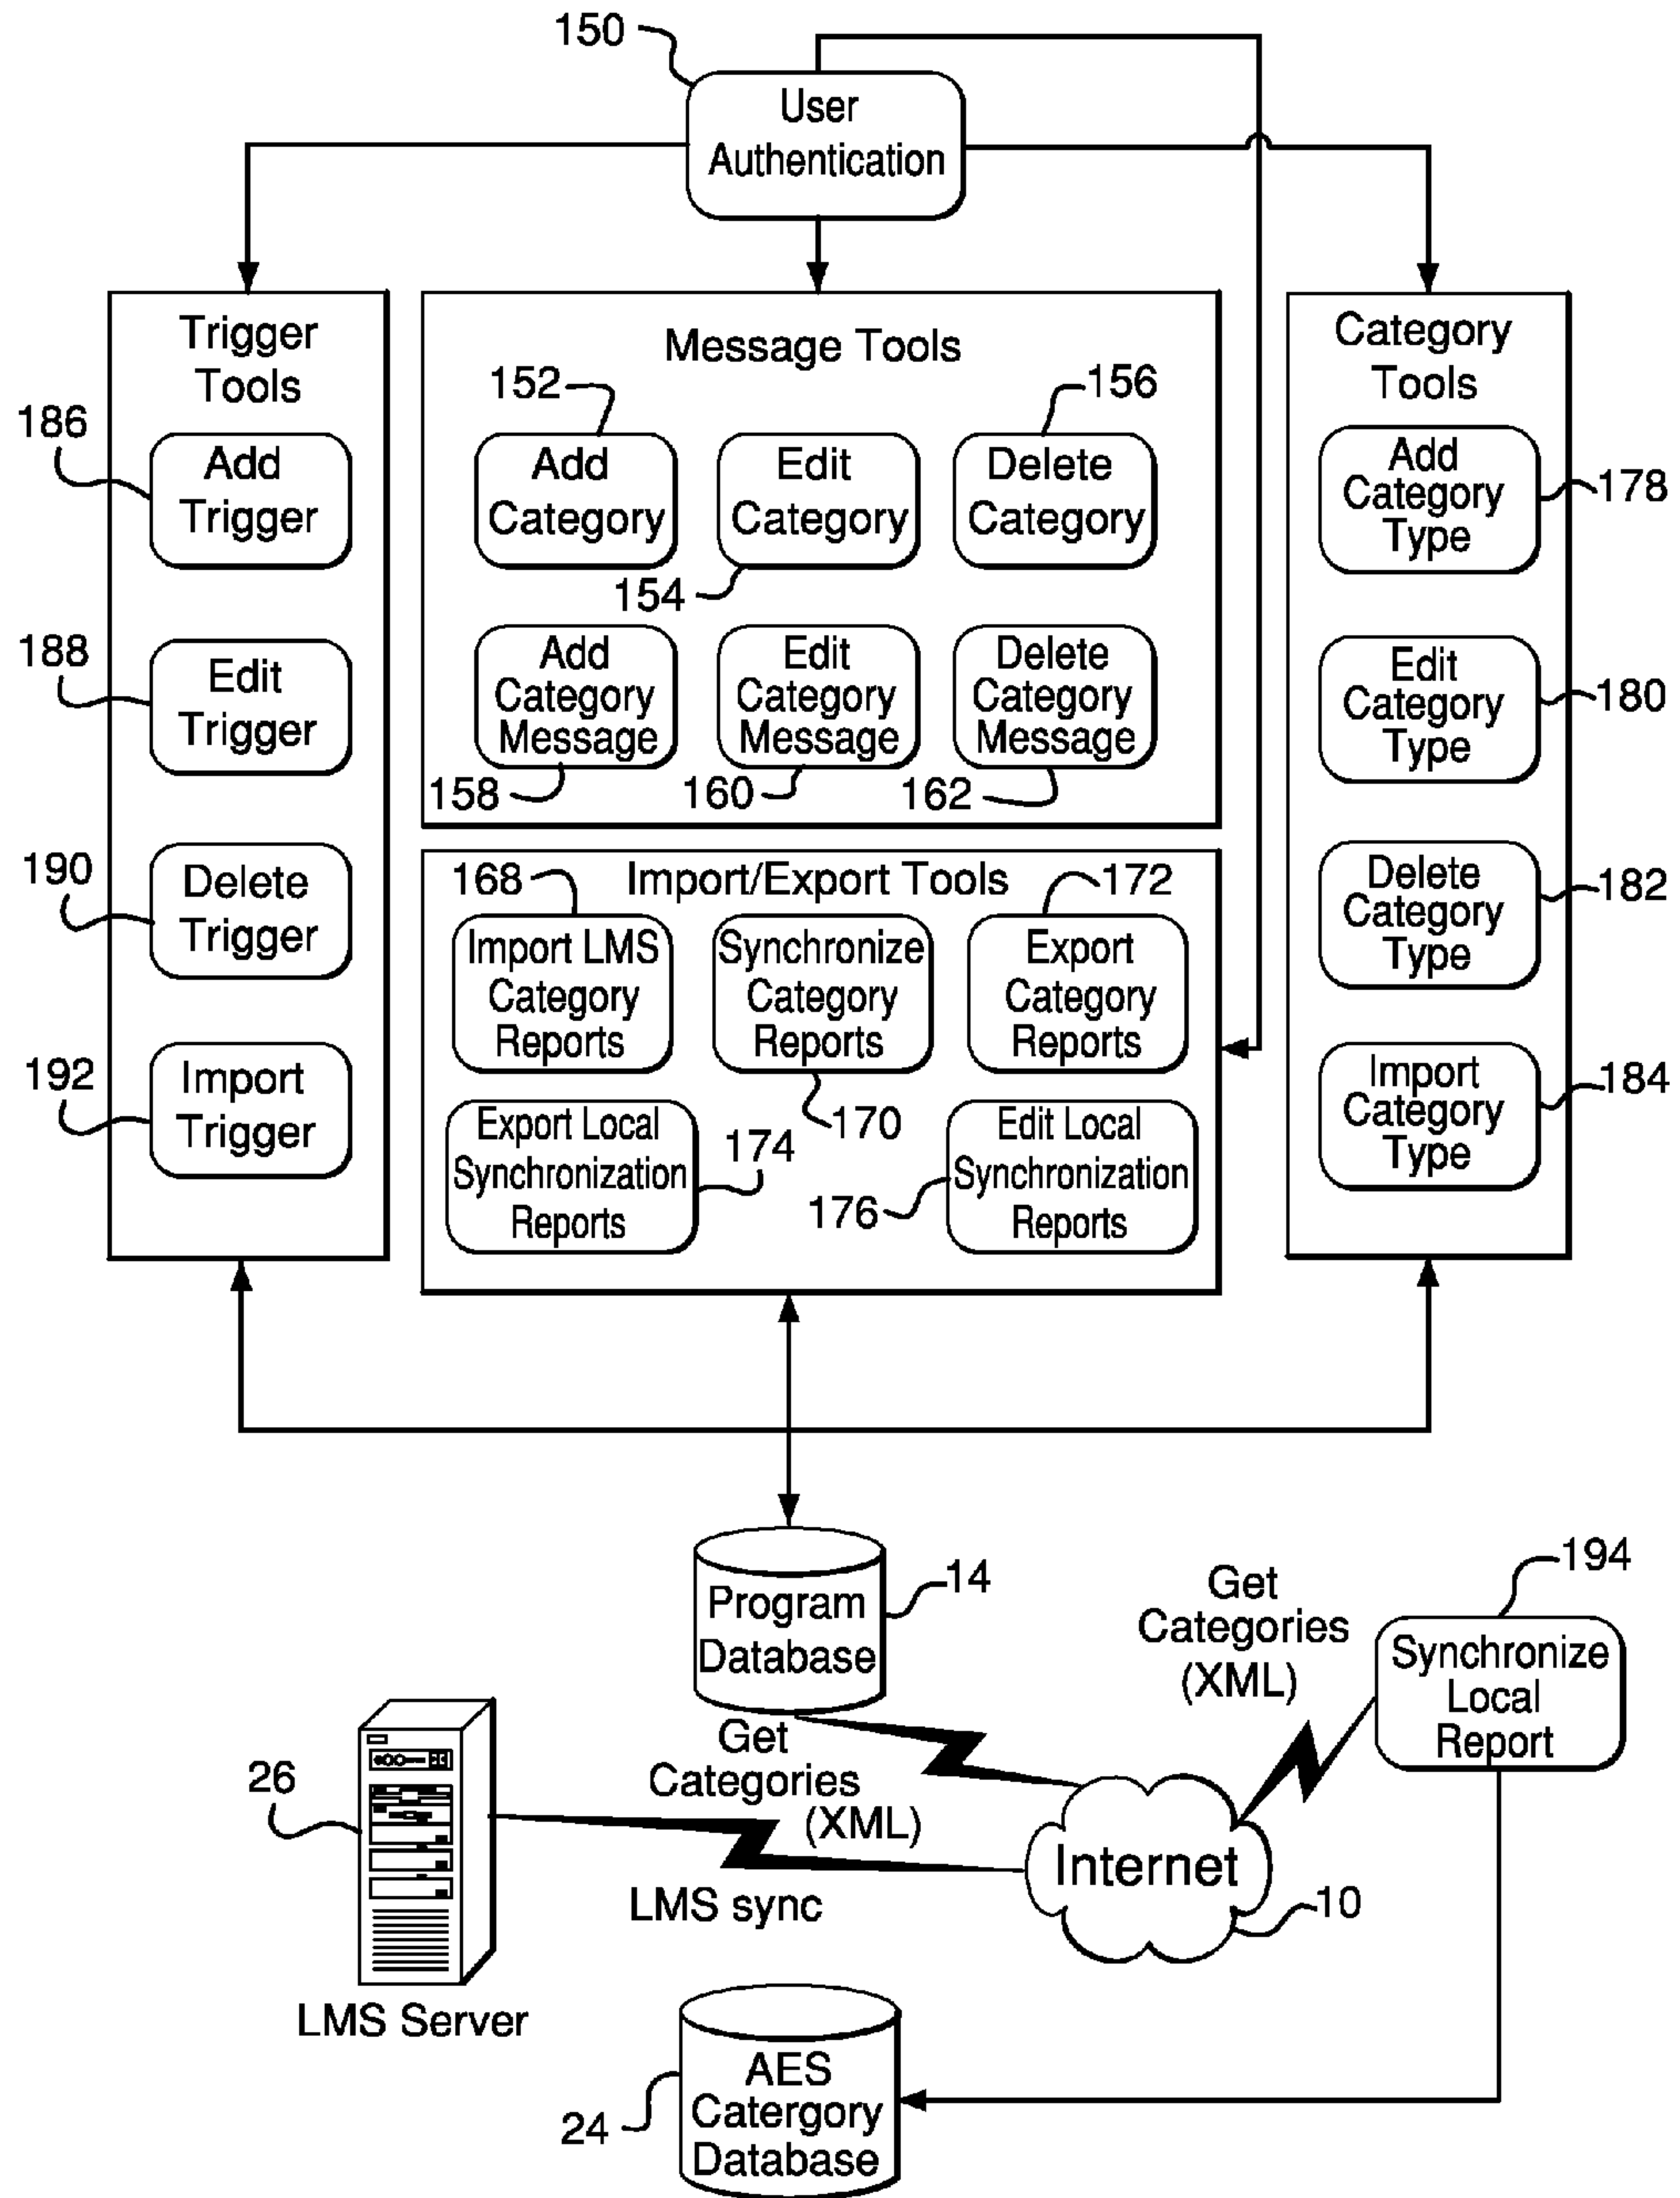 150
User
Authentication
Trigger
Tools
186
Add
Trigger
188
Edit
Trigger
190
Delete
Trigger
192
Import
Trigger
Message Tools
152
156
Add
Category
Edit
Category
Delete
Category
154
Add
Category
Message
Edit
Category
Message
Delete
Category
Message
158
160
162
168
Import/Export Tools
172
Import LMS
Category
Reports
Synchronize
Category
Reports
Export
Category
Reports
170
Export Local
Synchronization
Reports
174
176
Edit Local
Synchronization
Reports
Category
Tools
Add
Category
Type
178
Edit
Category
Type
180
Delete
Category
Type
182
Import
Category
Type
184
Program
Database
14
Get
Categories
(XML)
194
Synchronize
Local
Report
Get
Categories
(XML)
26
LMS sync
Internet
10
LMS Server
AES
Catergory
Database
24